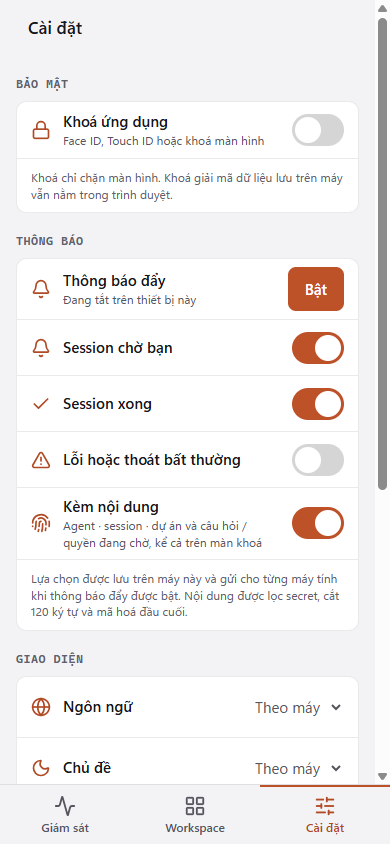 Cài đặt
BẢO MẬT
Khoá ứng dụng
Face ID, Touch ID hoặc khoá màn hình
Khoá chỉ chặn màn hình. Khoá giải mã dữ liệu lưu trên máy
vẫn nằm trong trình duyệt.
THÔNG BÁO
Thông báo đẩy
Đang tắt trên thiết bị này
Bật
Session chờ bạn
Session xong
Lỗi hoặc thoát bất thường
Kèm nội dung
Agent · session · dự án và câu hỏi /
quyền đang chờ, kể cả trên màn khoá
Lựa chọn được lưu trên máy này và gửi cho từng máy tính
khi thông báo đẩy được bật. Nội dung được lọc secret, cắt
120 ký tự và mã hoá đầu cuối.
GIAO DIỆN
Ngôn ngữ
Theo máy
Chủ đề
Theo máy
Giám sát
Workspace
Cài đặt